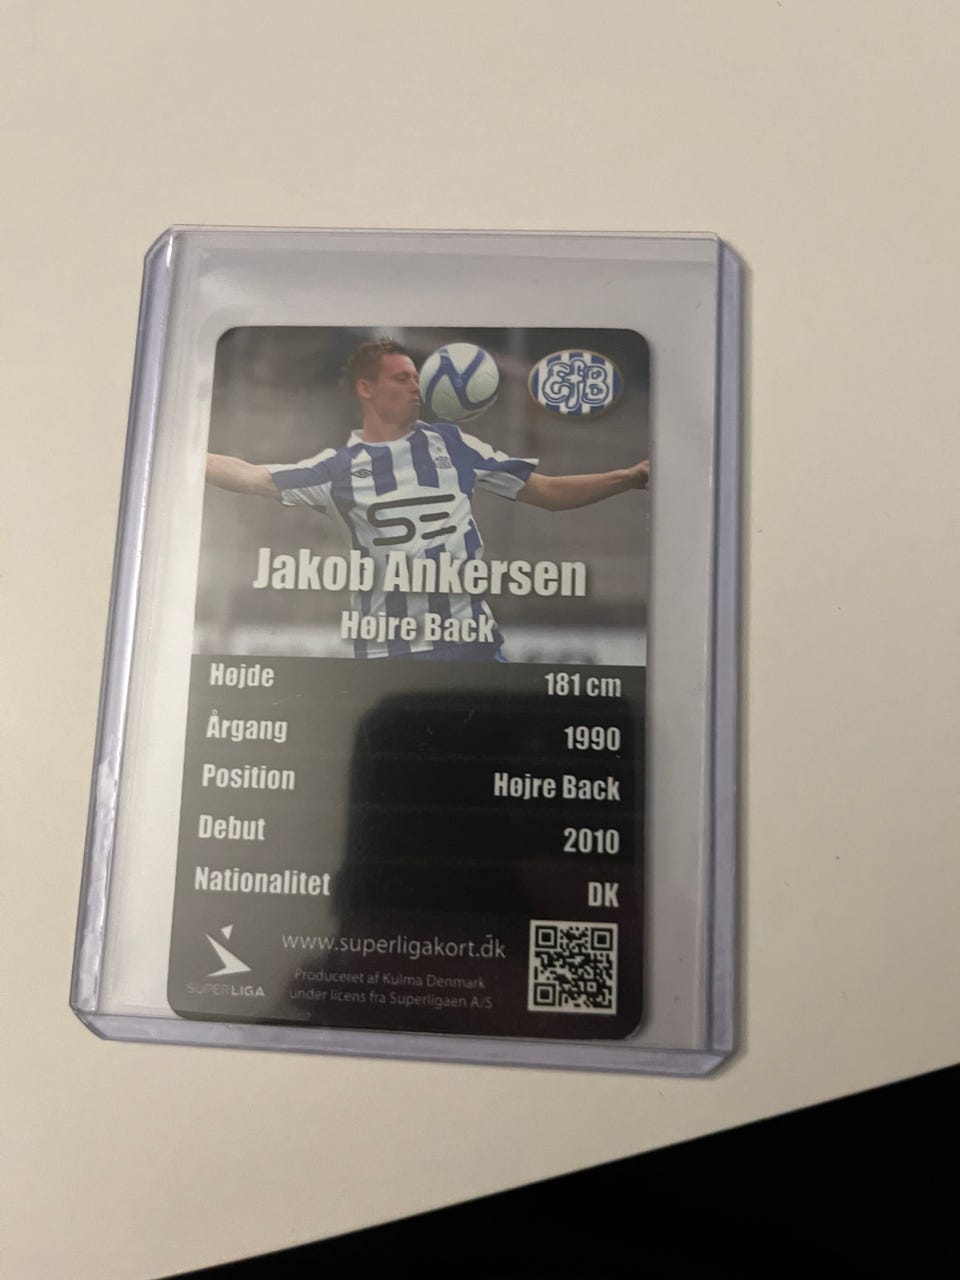 EfB
SE
Jakob Ankersen
Højre Back
Højde 181 cm
Årgang 1990
Position Højre Back
Debut 2010
Nationalitet DK
www.superligakort.dk
Produceret af Kulma Denmark
under licens fra Superligaen A/S
SUPERLIGA